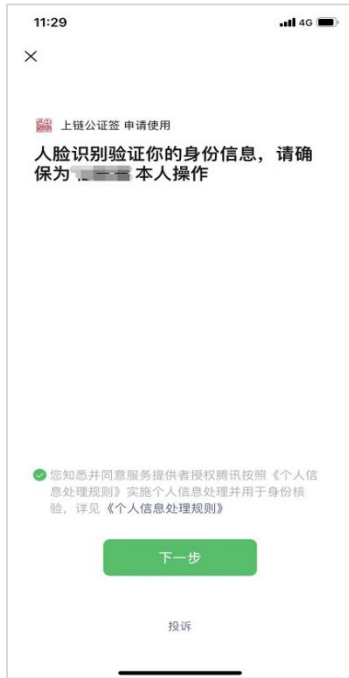 11:29
4G
上链公证签 申请使用
人脸识别验证你的身份信息，请确
保为 本人操作
您知悉并同意服务提供者授权腾讯按照《个人信
息处理规则》实施个人信息处理并用于身份核
验，详见《个人信息处理规则》
下一步
投诉